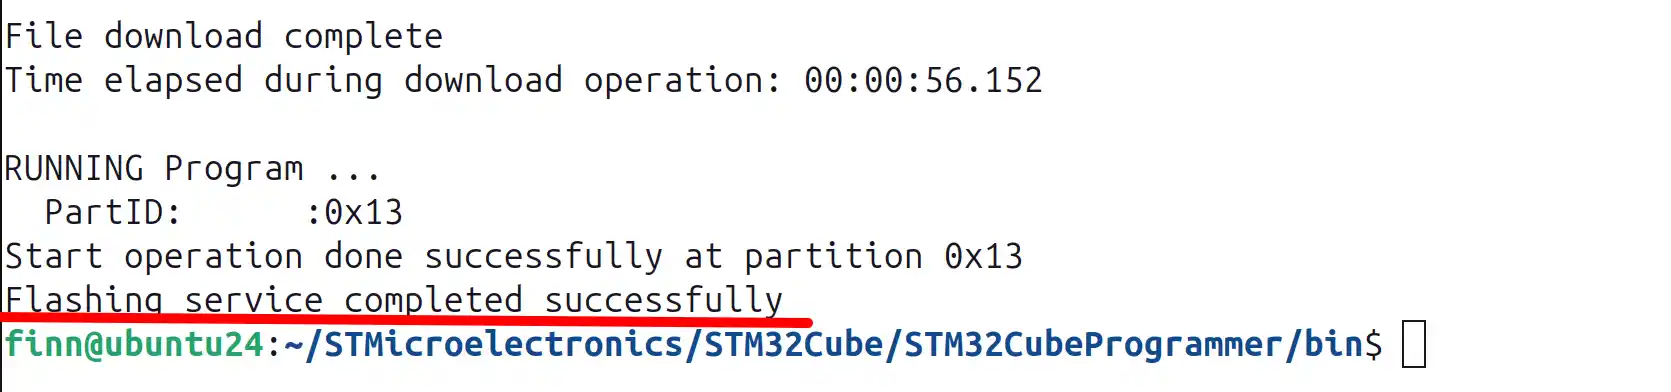 File download complete
Time elapsed during download operation: 00:00:56.152
RUNNING Program ...
PartID: :0x13
Start operation done successfully at partition 0x13
Flashing service completed successfully
finn@ubuntu24:~/STMicroelectronics/STM32Cube/STM32CubeProgrammer/bin$